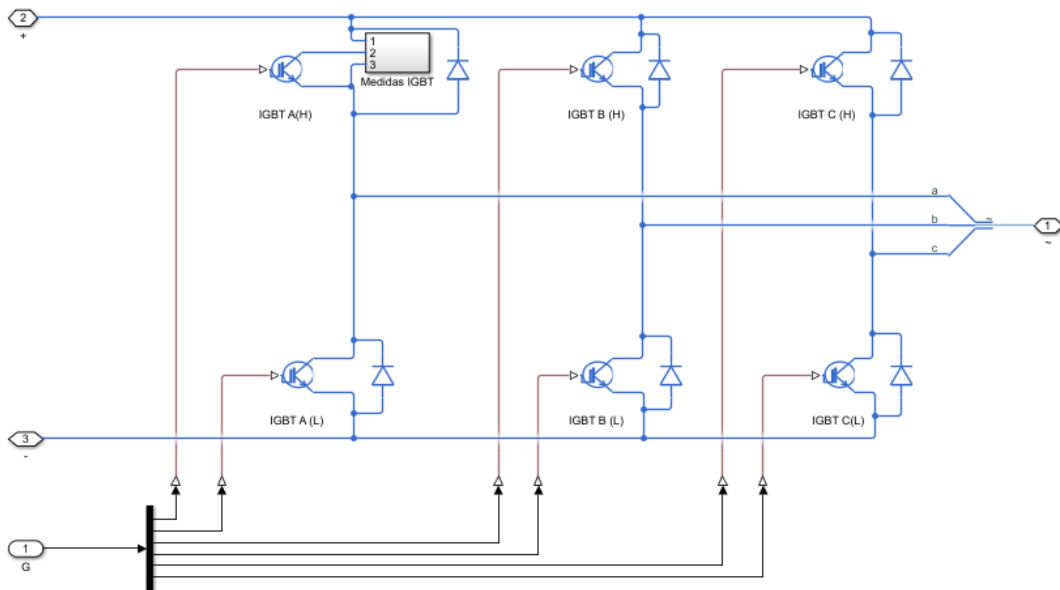 2
+
1
2
3
Medidas IGBT
IGBT A(H)
IGBT B (H)
IGBT C (H)
a
b
c
~
1
~
IGBT A (L)
IGBT B (L)
IGBT C(L)
3
-
1
G